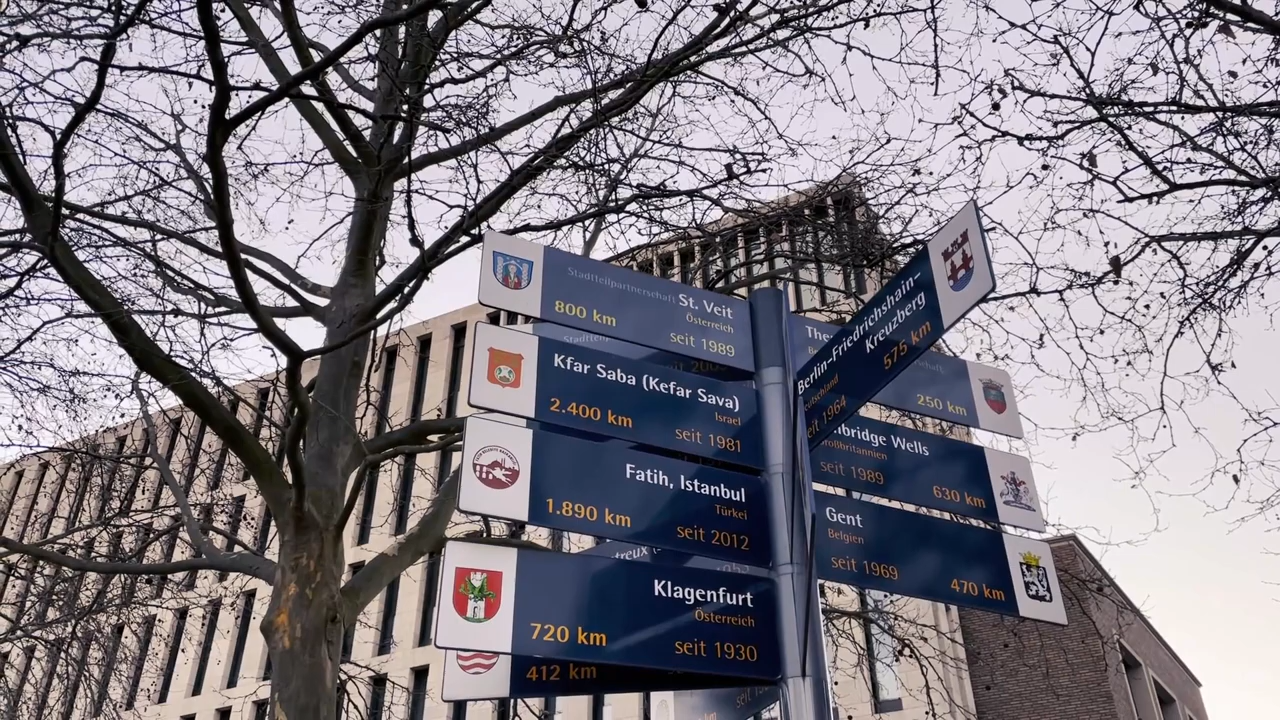 Stadtteilpartnerschaft St. Veit
Österreich
800 km
seit 1989
Kfar Saba (Kefar Sava)
Israel
2.400 km
seit 1981
Fatih, Istanbul
Türkei
1.890 km
seit 2012
Klagenfurt
Österreich
720 km
seit 1930
412 km
Berlin-Friedrichshain-
Kreuzberg
575 km
seit 1964
250 km
seit 1989
630 km
Wells
Gent
Belgien
seit 1969
470 km